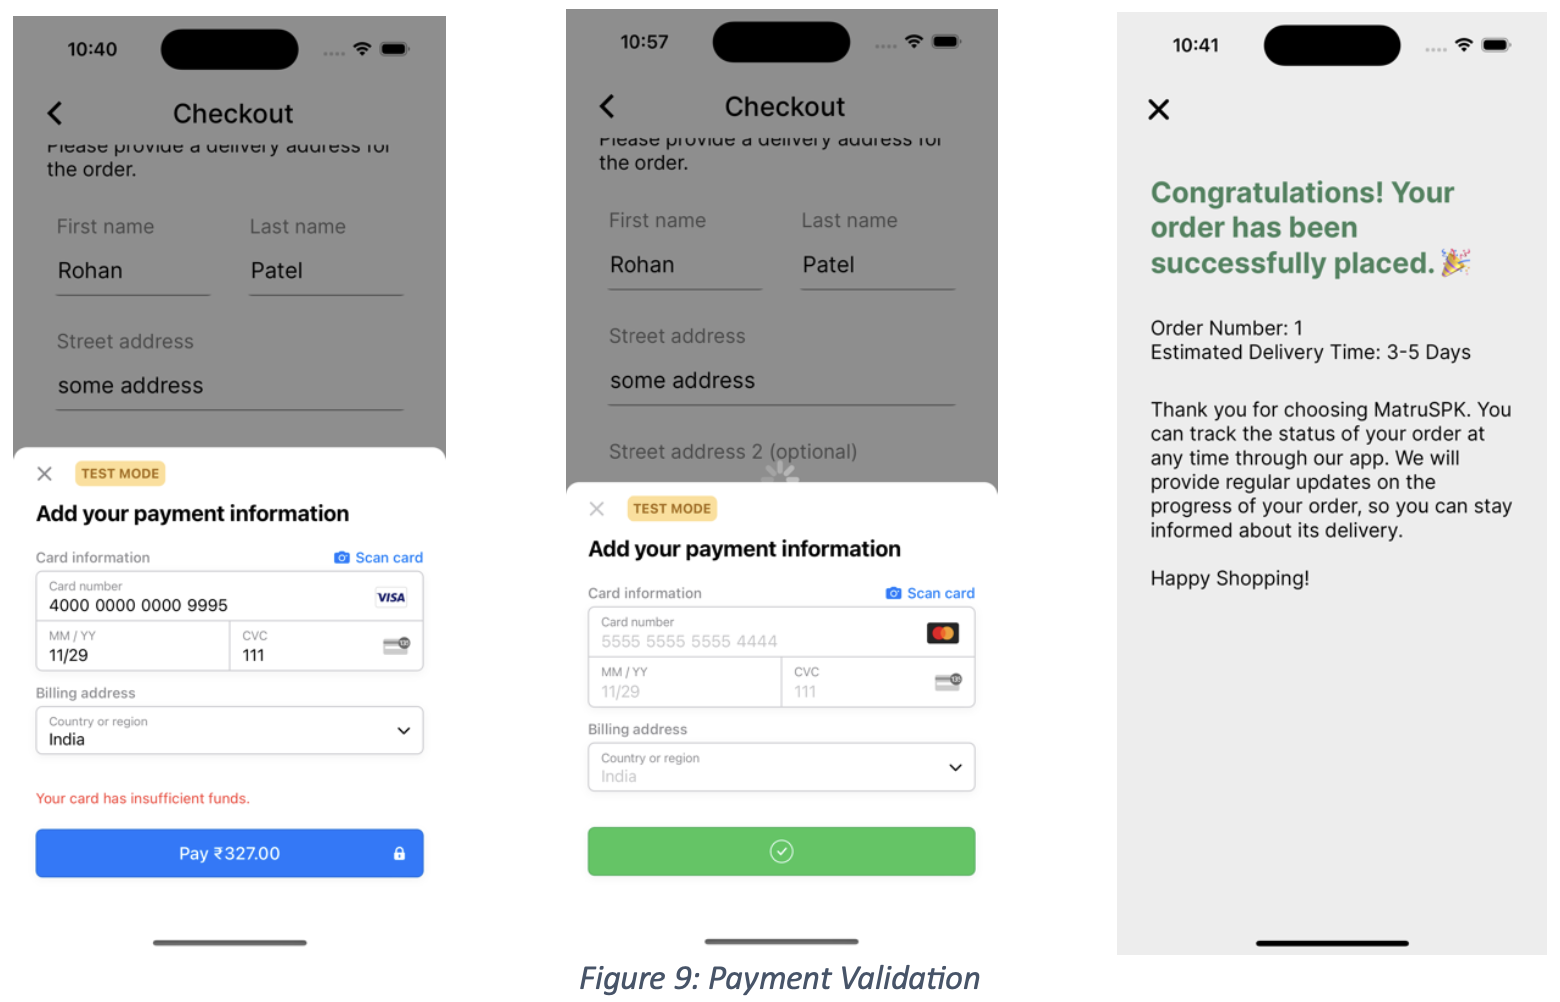 10:40
Checkout
Please provide a delivery address for
the order.
First name Last name
Rohan Patel
Street address
some address
TEST MODE
Add your payment information
Card information Scan card
Card number
4000 0000 0000 9995 VISA
MM / YY CVC
11/29 111
Billing address
Country or region
India
Your card has insufficient funds.
Pay ₹327.00
10:57
Checkout
Please provide a delivery address for
the order.
First name Last name
Rohan Patel
Street address
some address
Street address 2 (optional)
TEST MODE
Add your payment information
Card information Scan card
Card number
5555 5555 5555 4444
MM / YY CVC
11/29 111
Billing address
Country or region
India
10:41
Congratulations! Your
order has been
successfully placed. 🎉
Order Number: 1
Estimated Delivery Time: 3-5 Days
Thank you for choosing MatruSPK. You
can track the status of your order at
any time through our app. We will
provide regular updates on the
progress of your order, so you can stay
informed about its delivery.
Happy Shopping!
Figure 9: Payment Validation